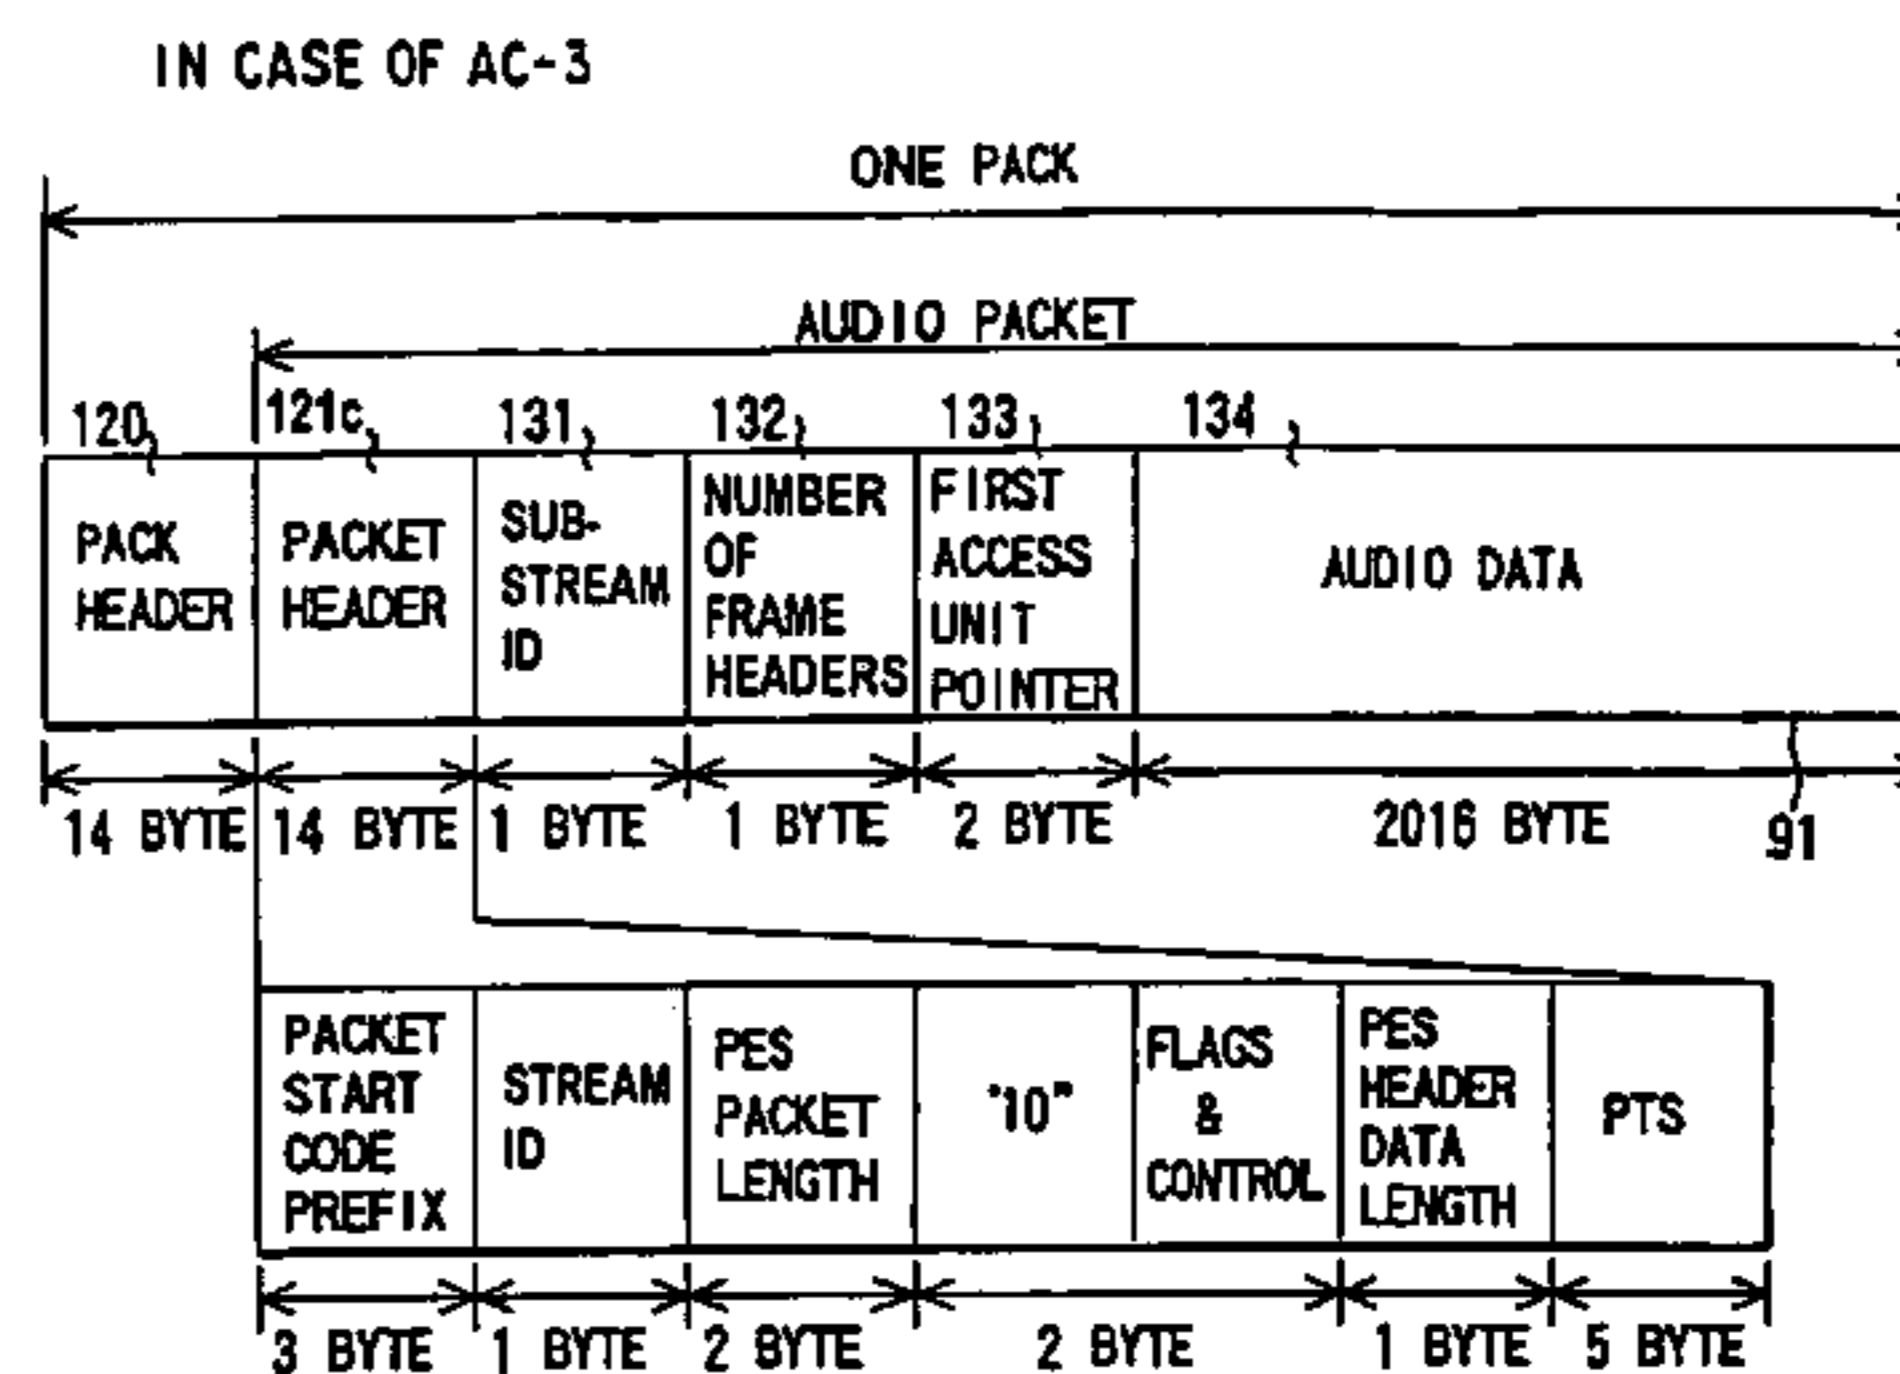 IN CASE OF AC-3
ONE PACK
AUDIO PACKET
120 121c 131 132 133 134
PACK
HEADER
PACKET
HEADER
SUB-
STREAM
ID
NUMBER
OF
FRAME
HEADERS
FIRST
ACCESS
UNIT
POINTER
AUDIO DATA
14 BYTE 14 BYTE 1 BYTE 1 BYTE 2 BYTE 2016 BYTE
91
PACKET
START
CODE
PREFIX
STREAM
ID
PES
PACKET
LENGTH
"10"
FLAGS
&
CONTROL
PES
HEADER
DATA
LENGTH
PTS
3 BYTE 1 BYTE 2 BYTE 2 BYTE 1 BYTE 5 BYTE